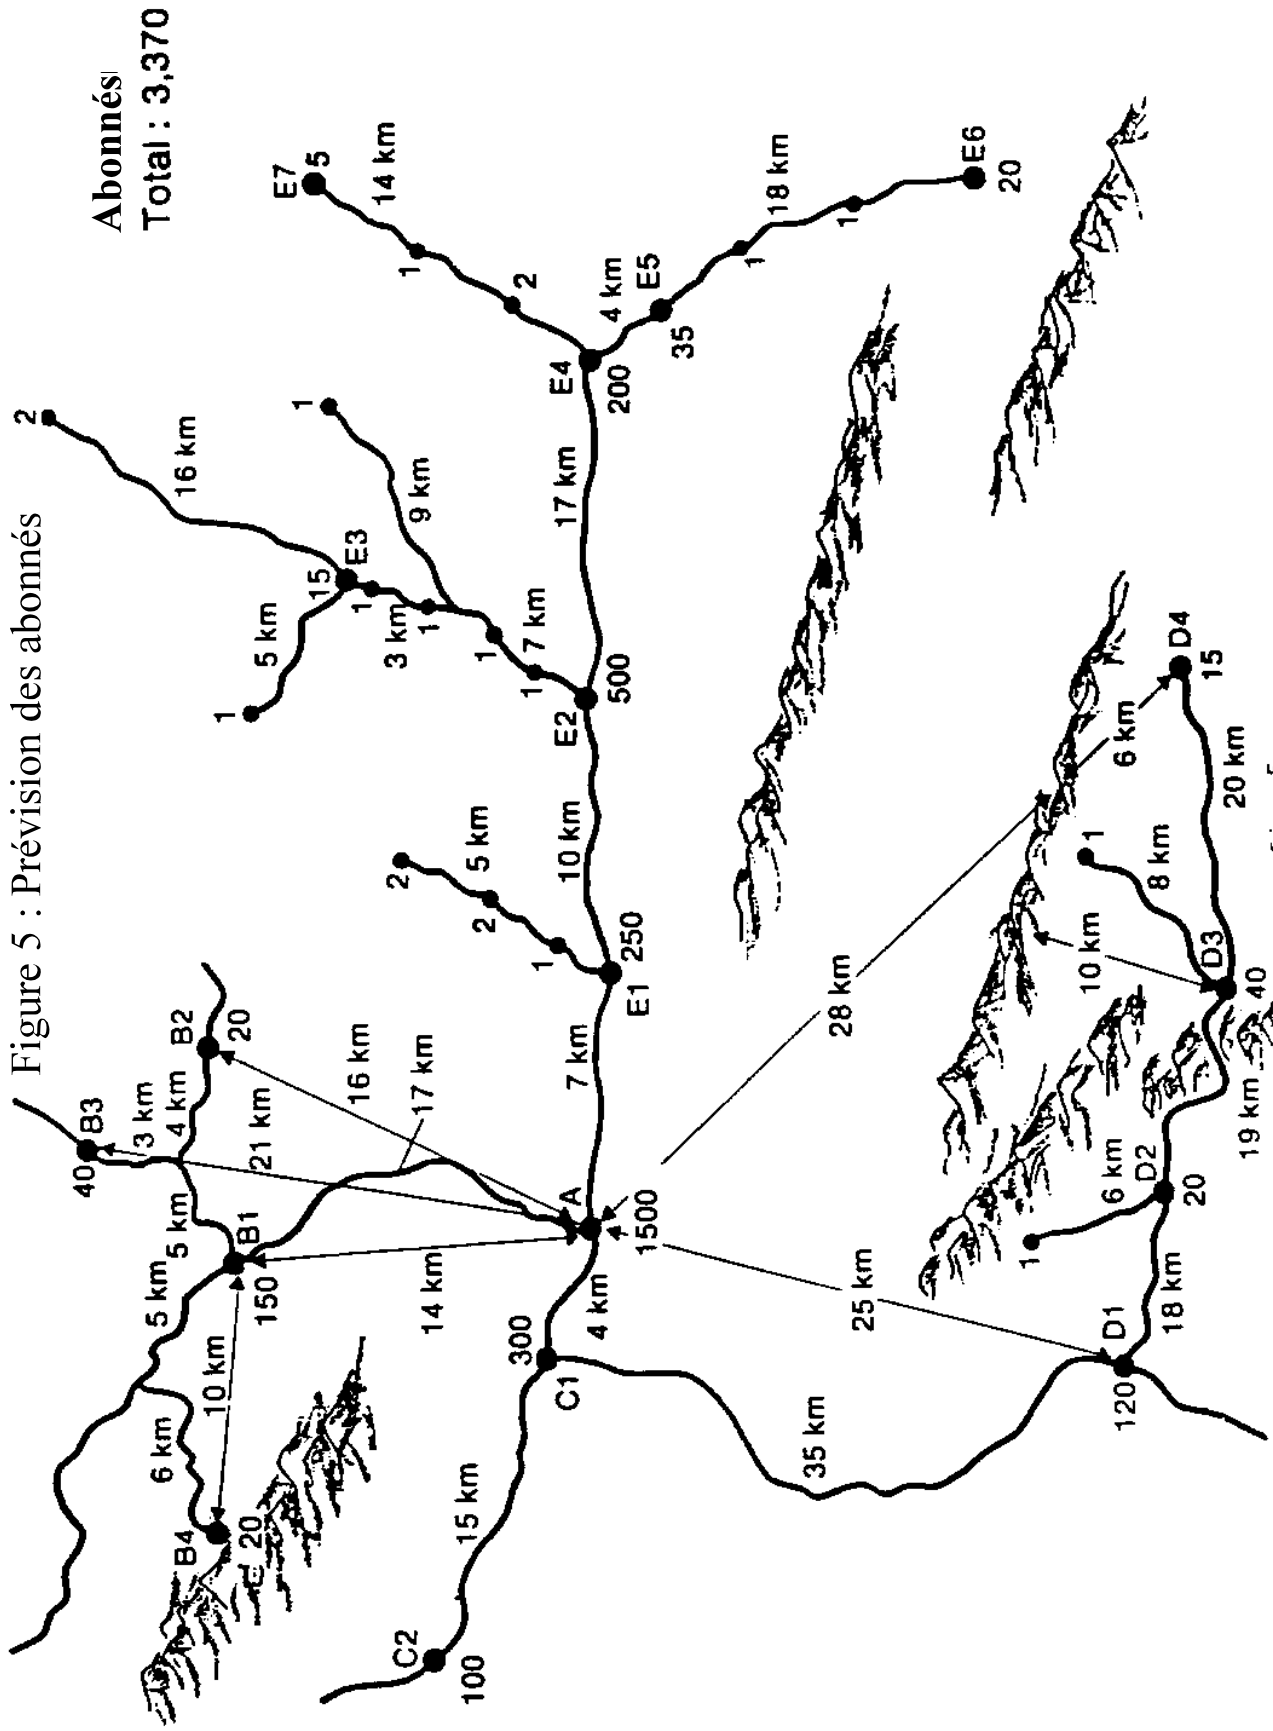 Figure 5 : Prévision des abonnés
Abonnés
Total : 3,370
B3
40
3 km
B2
20
4 km
5 km
5 km
B1
150
21 km
16 km
17 km
14 km
10 km
6 km
B4
20
C2
100
15 km
C1
300
4 km
A
1500
7 km
E1
250
1
2
2
5 km
10 km
E2
500
1
7 km
1
1
3 km
1
E3
15
5 km
1
16 km
2
9 km
1
17 km
E4
200
2
1
14 km
E7
5
4 km
E5
35
1
18 km
1
E6
20
35 km
25 km
28 km
D1
120
18 km
D2
20
6 km
1
19 km
D3
40
10 km
8 km
1
20 km
6 km
D4
15